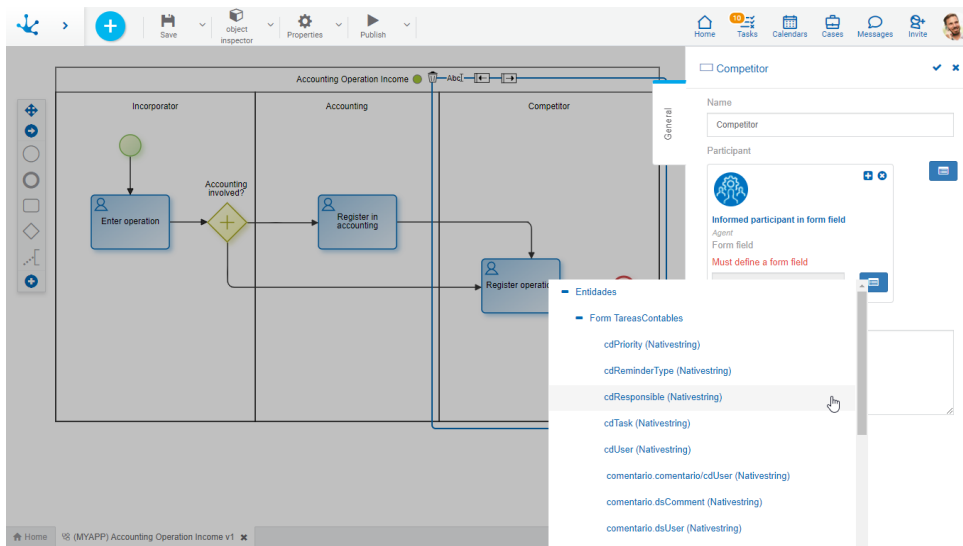 Save
object
inspector
Properties
Publish
Home
10
Tasks
Calendars
Cases
Messages
Invite
Accounting Operation Income
Abc
Incorporator
Accounting
Competitor
Accounting
involved?
Enter operation
Register in
accounting
Register operatio
General
Competitor
Name
Competitor
Participant
Informed participant in form field
Agent
Form field
Must define a form field
Entidades
Form TareasContables
cdPriority (Nativestring)
cdReminderType (Nativestring)
cdResponsible (Nativestring)
cdTask (Nativestring)
cdUser (Nativestring)
comentario.comentario/cdUser (Nativestring)
comentario.dsComment (Nativestring)
comentario.dsUser (Nativestring)
Home
(MYAPP) Accounting Operation Income v1